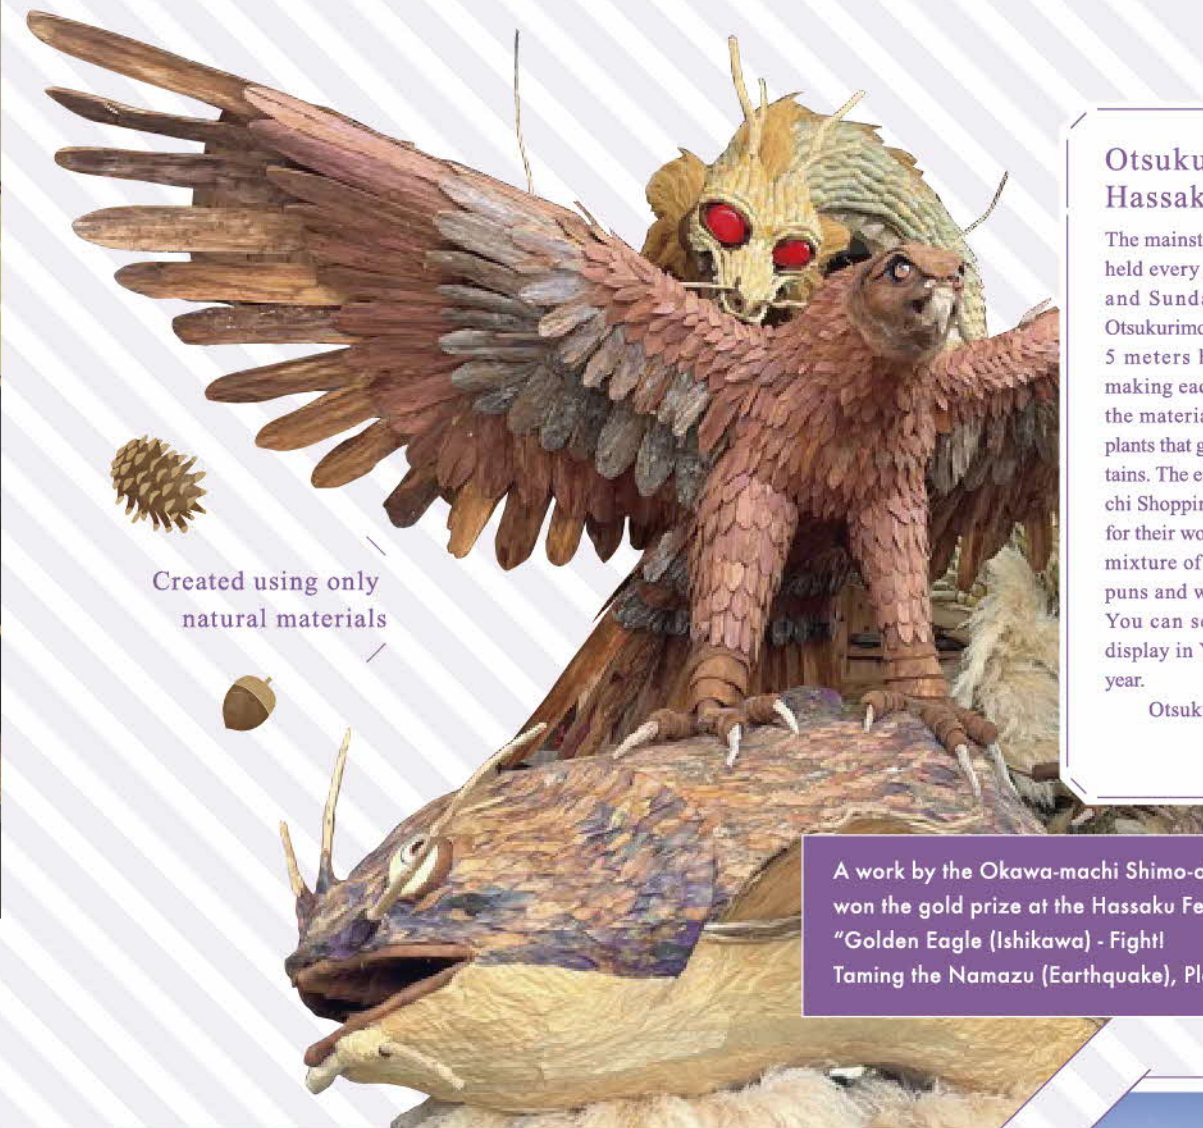 Created using only
natural materials
Otsuku
Hassak
The mainst
held every
and Sunda
Otsukurimo
5 meters h
making eac
the materia
plants that g
tains. The e
chi Shoppin
for their wo
mixture of
puns and w
You can se
display in Y
year.
Otsuk
A work by the Okawa-machi Shimo-o
won the gold prize at the Hassaku Fe
“Golden Eagle (Ishikawa) - Fight!
Taming the Namazu (Earthquake), Ple